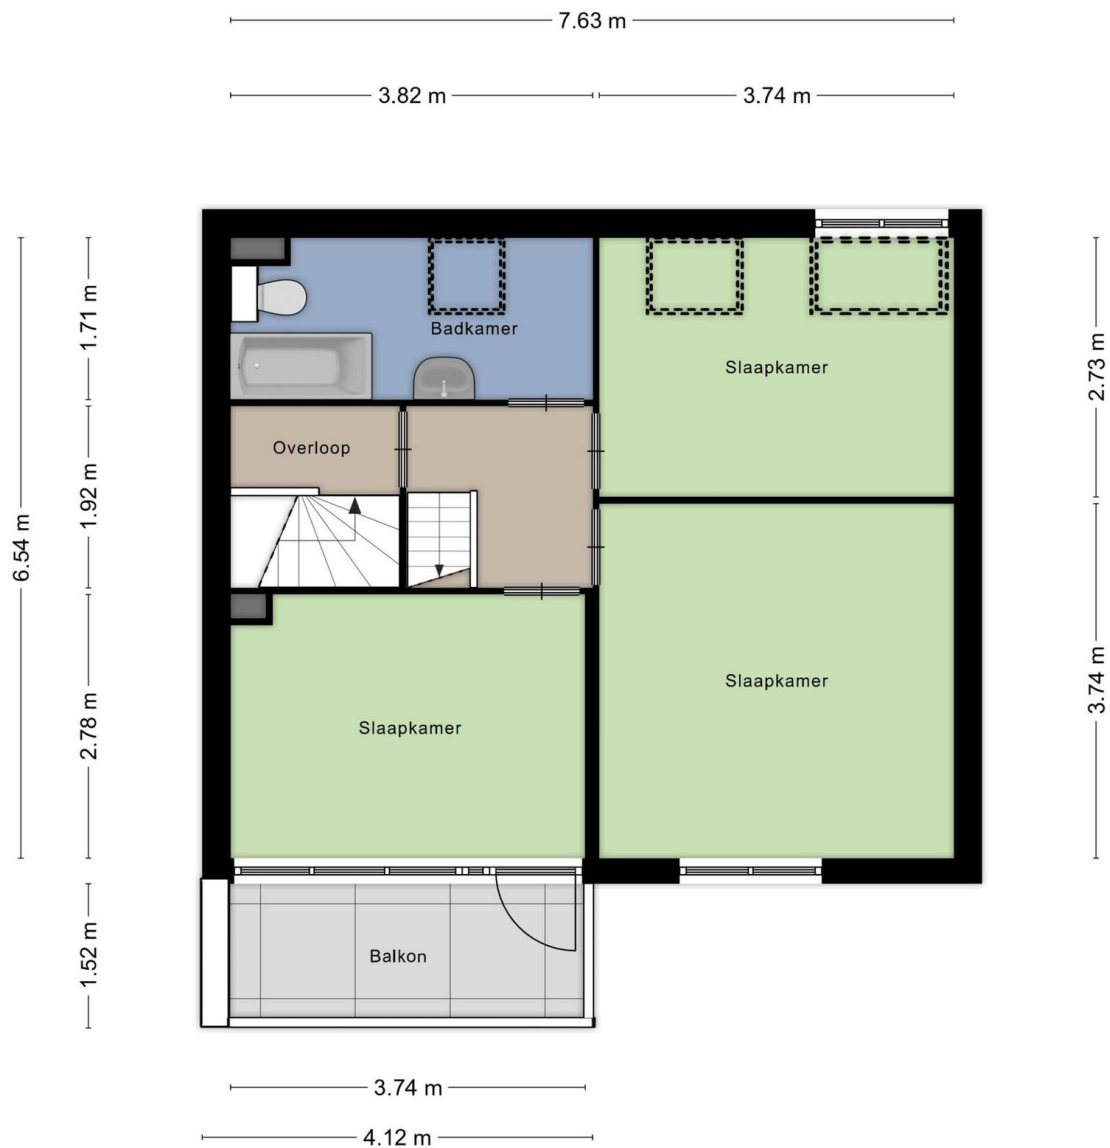 7.63 m
3.82 m
3.74 m
1.71 m
Badkamer
Slaapkamer
2.73 m
Overloop
1.92 m
6.54 m
Slaapkamer
3.74 m
2.78 m
Slaapkamer
1.52 m
Balkon
3.74 m
4.12 m